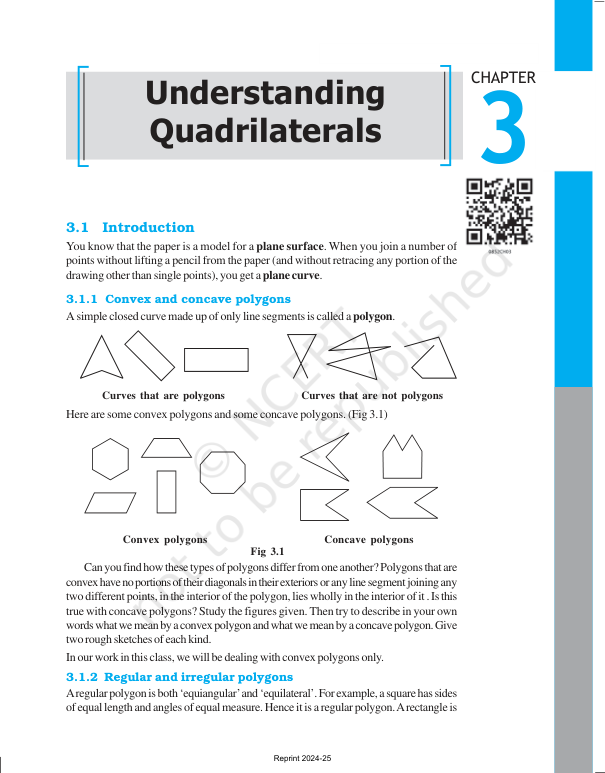 Understanding
Quadrilaterals
CHAPTER
3
3.1 Introduction
You know that the paper is a model for a plane surface. When you join a number of
points without lifting a pencil from the paper (and without retracing any portion of the
drawing other than single points), you get a plane curve.
3.1.1 Convex and concave polygons
A simple closed curve made up of only line segments is called a polygon.
Curves that are polygons
Curves that are not polygons
Here are some convex polygons and some concave polygons. (Fig 3.1)
Convex polygons
Concave polygons
Fig 3.1
Can you find how these types of polygons differ from one another? Polygons that are
convex have no portions of their diagonals in their exteriors or any line segment joining any
two different points, in the interior of the polygon, lies wholly in the interior of it . Is this
true with concave polygons? Study the figures given. Then try to describe in your own
words what we mean by a convex polygon and what we mean by a concave polygon. Give
two rough sketches of each kind.
In our work in this class, we will be dealing with convex polygons only.
3.1.2 Regular and irregular polygons
A regular polygon is both ‘equiangular’ and ‘equilateral’. For example, a square has sides
of equal length and angles of equal measure. Hence it is a regular polygon. A rectangle is
© NCERT
not to be republished
Reprint 2024-25